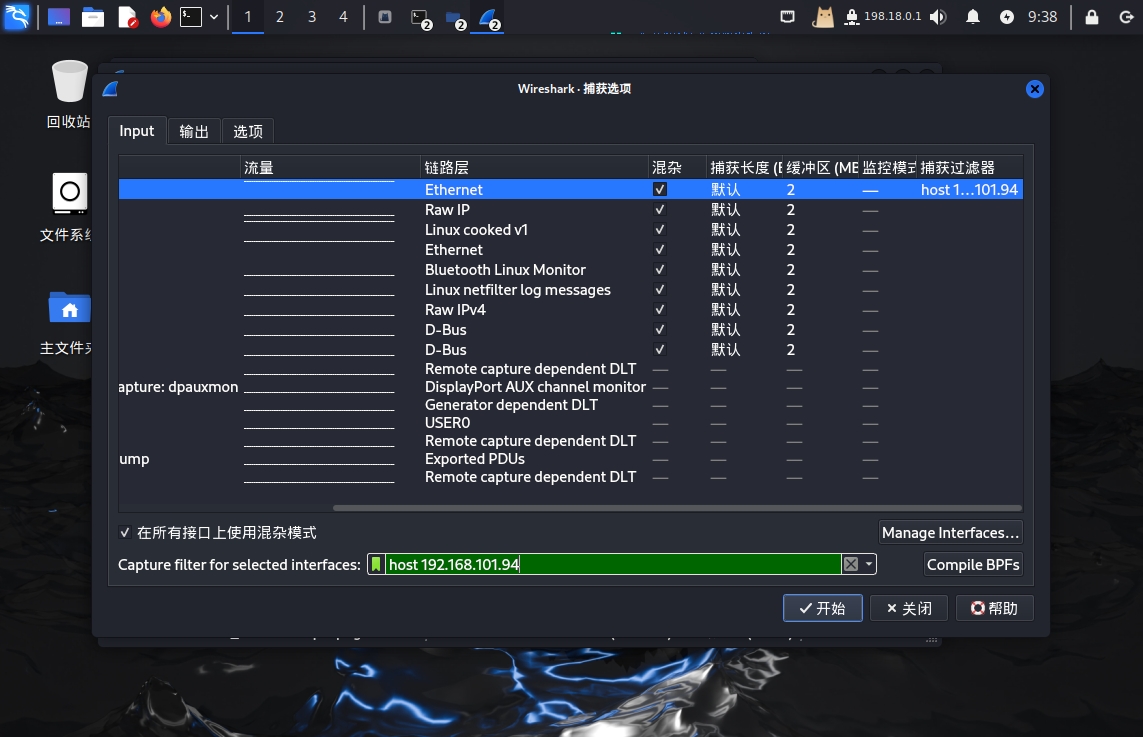 1 2 3 4 2 2 2 198.18.0.1 9:38
回收站
文件系统
主文件夹
Wireshark · 捕获选项
Input 输出 选项
流量 链路层 混杂 捕获长度 (B 缓冲区 (MB 监控模式 捕获过滤器
Ethernet 默认 2 — host 1…101.94
Raw IP 默认 2 —
Linux cooked v1 默认 2 —
Ethernet 默认 2 —
Bluetooth Linux Monitor 默认 2 —
Linux netfilter log messages 默认 2 —
Raw IPv4 默认 2 —
D-Bus 默认 2 —
D-Bus 默认 2 —
Remote capture dependent DLT — — — —
apture: dpauxmon DisplayPort AUX channel monitor — — — —
Generator dependent DLT — — — —
USER0 — — — —
Remote capture dependent DLT — — — —
ump Exported PDUs — — — —
Remote capture dependent DLT — — — —
在所有接口上使用混杂模式 Manage Interfaces…
Capture filter for selected interfaces: host 192.168.101.94 Compile BPFs
开始 关闭 帮助